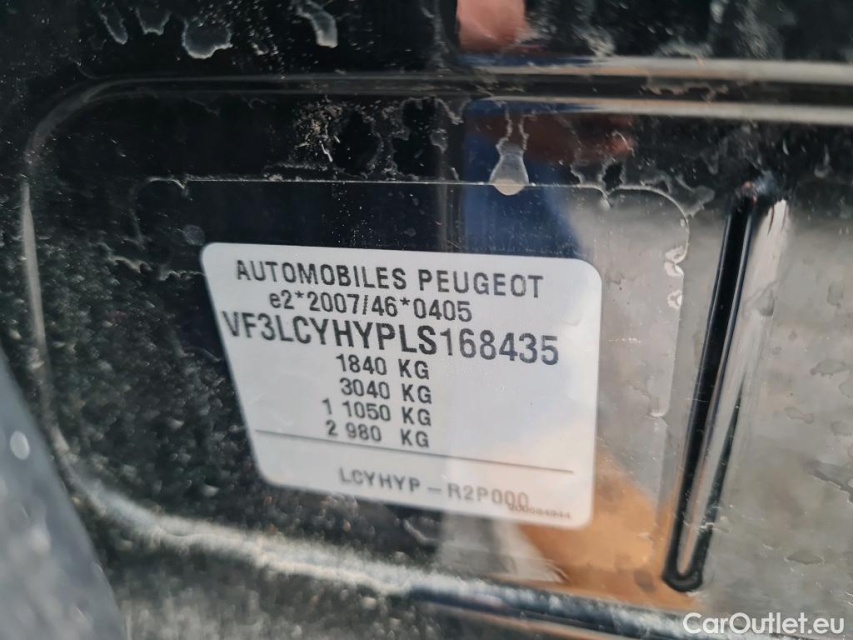 AUTOMOBILES PEUGEOT
e2*2007/46*0405
VF3LCYHYPLS168435
1840 KG
3040 KG
1 1050 KG
2 980 KG
LCYHYP - R2P000
CarOutlet.eu